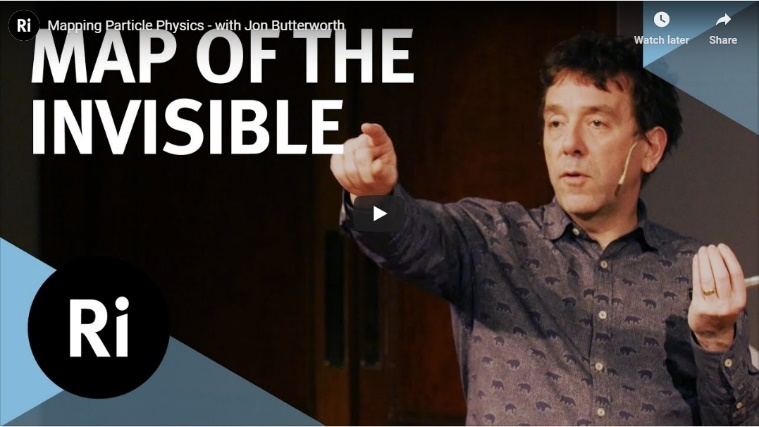 Ri
Mapping Particle Physics - with Jon Butterworth
Watch later
Share
MAP OF THE
INVISIBLE
Ri